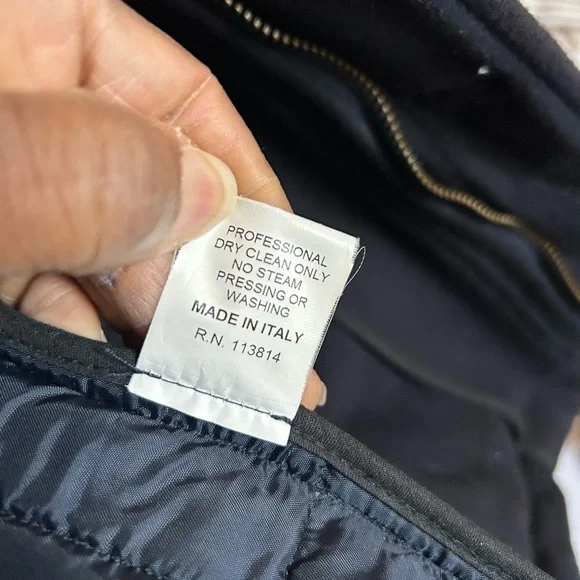 PROFESSIONAL
DRY CLEAN ONLY
NO STEAM
PRESSING OR
WASHING
MADE IN ITALY
R.N. 113814